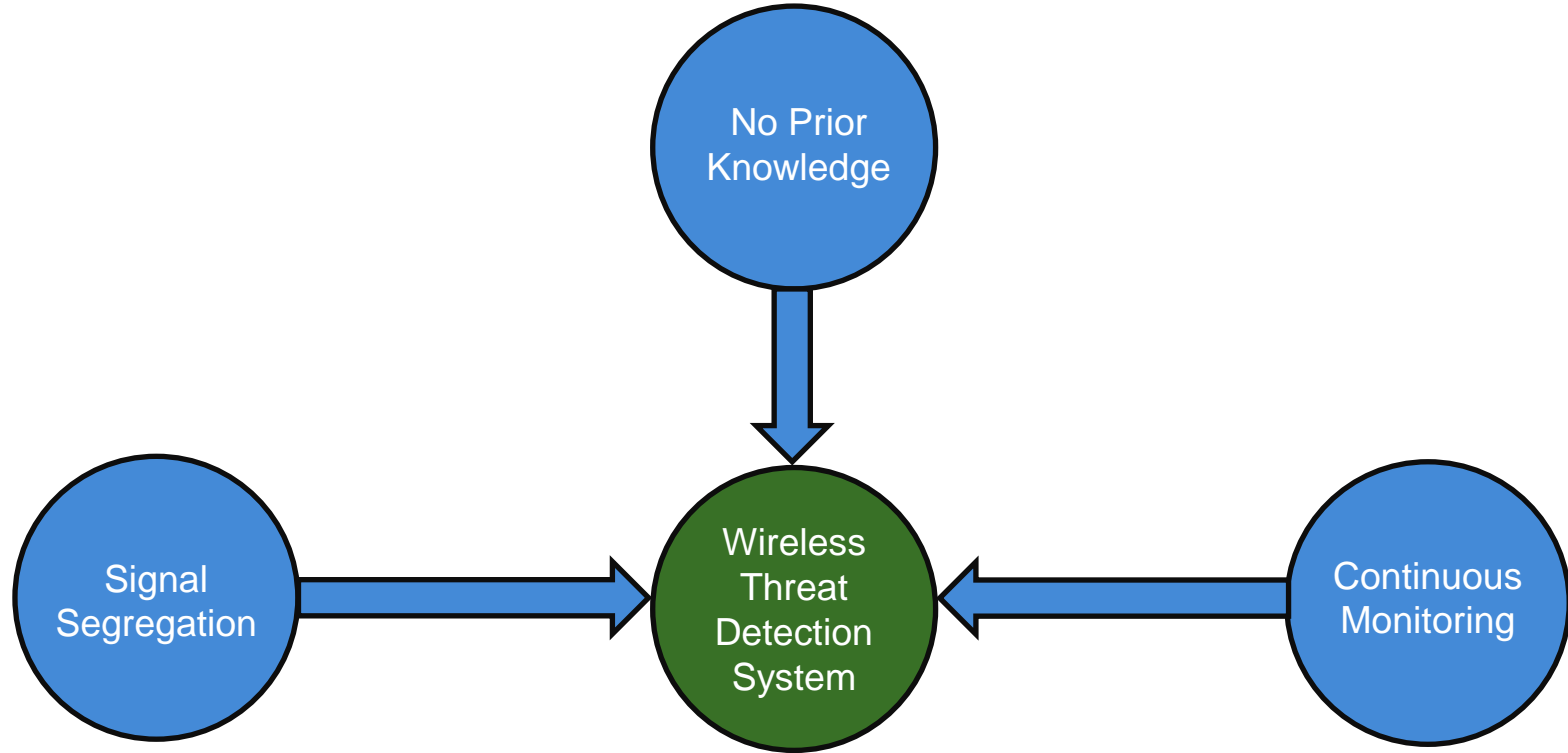 No Prior
Knowledge
Signal
Segregation
Wireless
Threat
Detection
System
Continuous
Monitoring